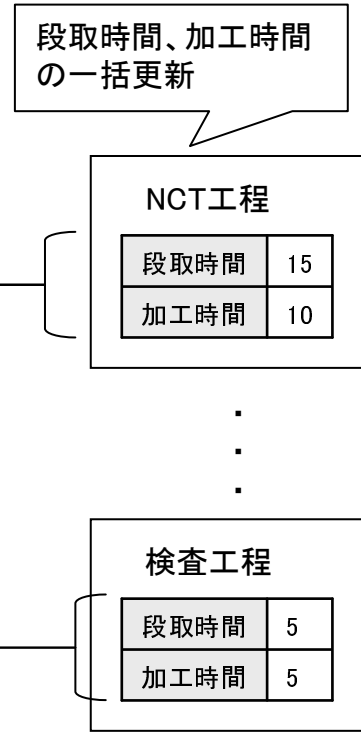 段取時間、加工時間
の一括更新
NCT工程
段取時間 15
加工時間 10
検査工程
段取時間 5
加工時間 5